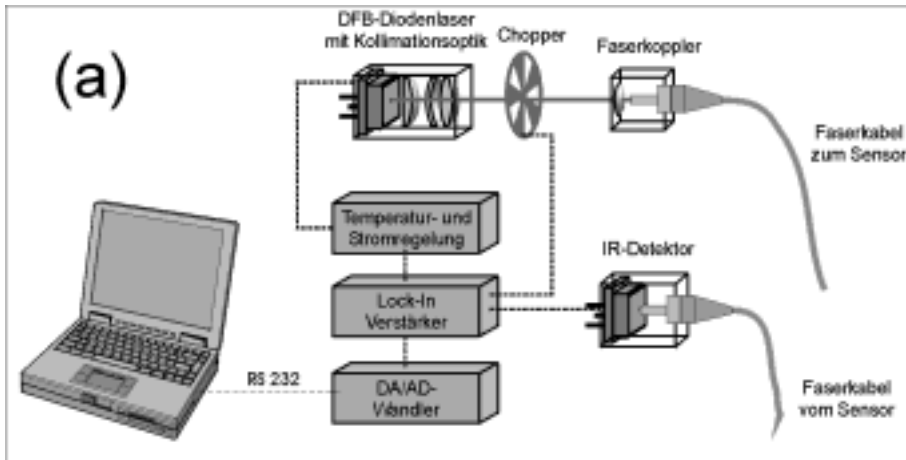 (a)
DFB-Diodenlaser
mit Kollimationsoptik
Chopper
Faserkoppler
Faserkabel
zum Sensor
Temperatur- und
Stromregelung
IR-Detektor
Lock-In
Verstärker
RS 232
DA/AD-
Wandler
Faserkabel
vom Sensor